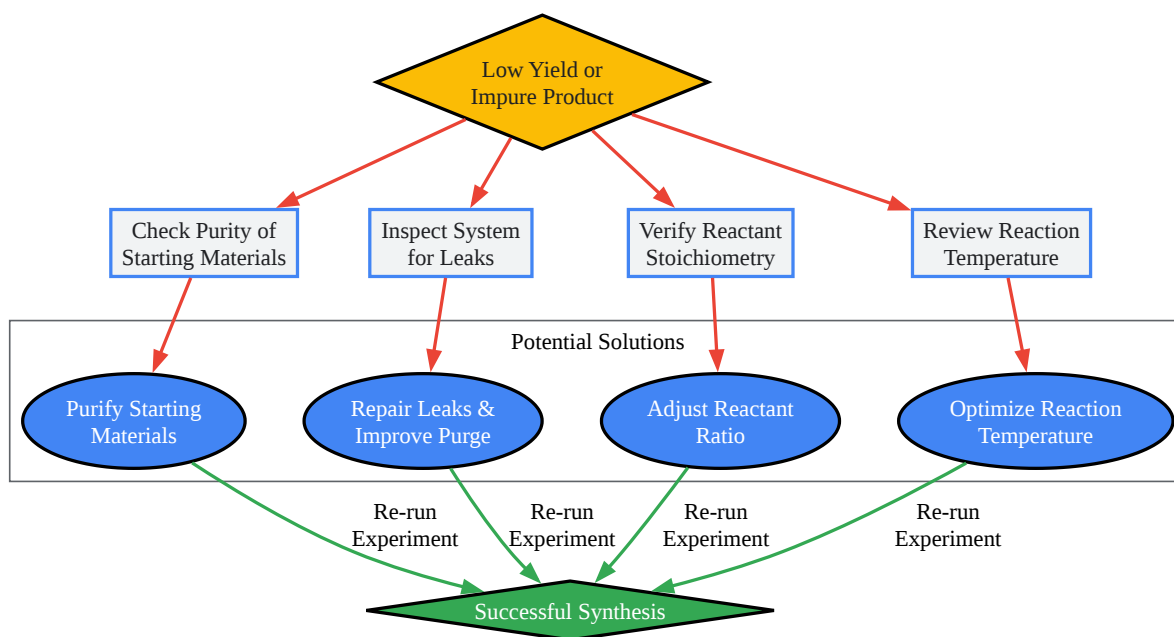 Low Yield or
Impure Product
Check Purity of
Starting Materials
Inspect System
for Leaks
Verify Reactant
Stoichiometry
Review Reaction
Temperature
Potential Solutions
Purify Starting
Materials
Repair Leaks &
Improve Purge
Adjust Reactant
Ratio
Optimize Reaction
Temperature
Re-run
Experiment
Re-run
Experiment
Re-run
Experiment
Re-run
Experiment
Successful Synthesis